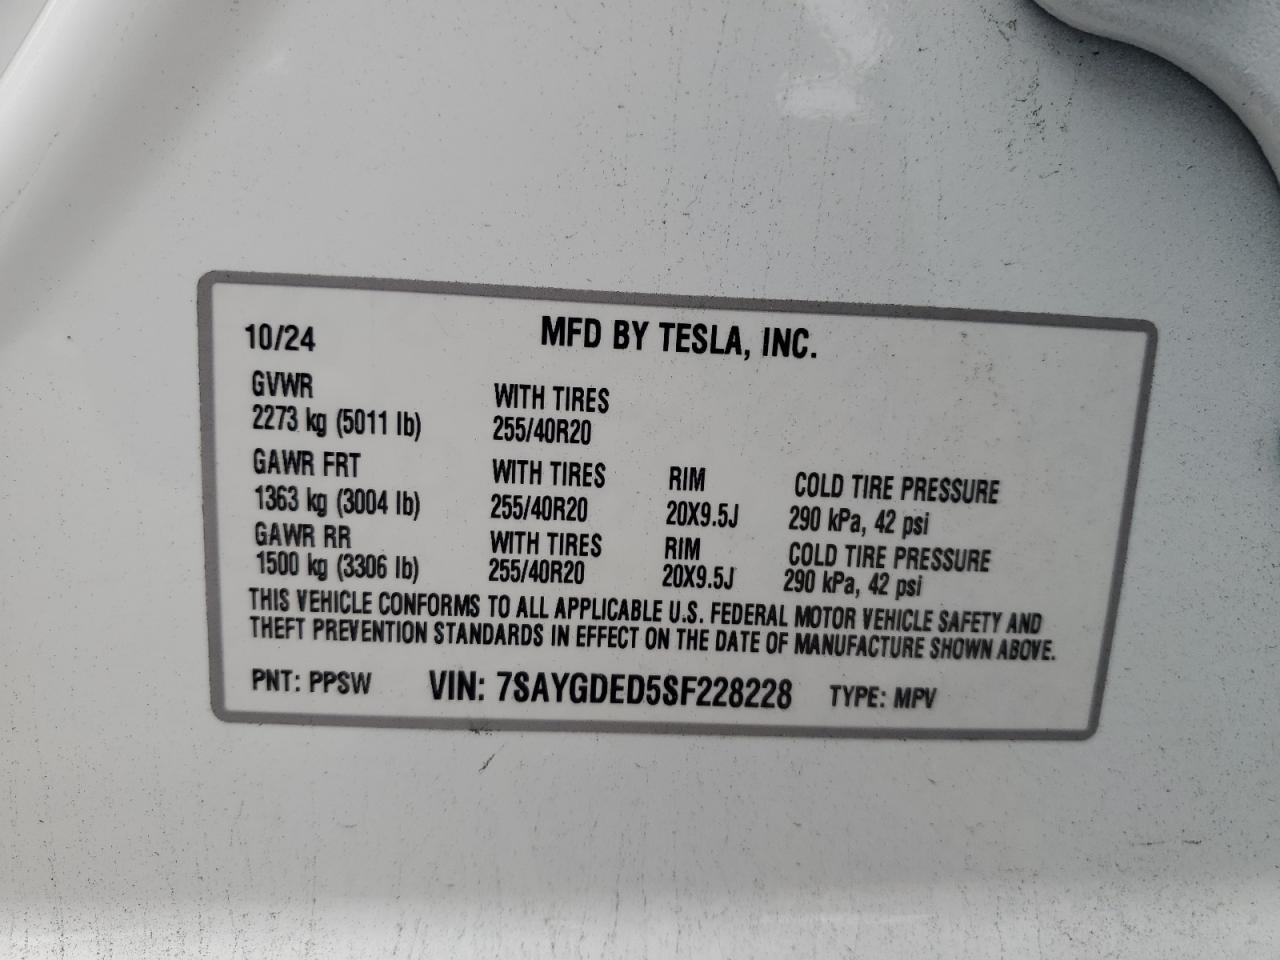 10/24 MFD BY TESLA, INC.
GVWR WITH TIRES
2273 kg (5011 lb) 255/40R20
GAWR FRT WITH TIRES RIM COLD TIRE PRESSURE
1363 kg (3004 lb) 255/40R20 20X9.5J 290 kPa, 42 psi
GAWR RR WITH TIRES RIM COLD TIRE PRESSURE
1500 kg (3306 lb) 255/40R20 20X9.5J 290 kPa, 42 psi
THIS VEHICLE CONFORMS TO ALL APPLICABLE U.S. FEDERAL MOTOR VEHICLE SAFETY AND
THEFT PREVENTION STANDARDS IN EFFECT ON THE DATE OF MANUFACTURE SHOWN ABOVE.
PNT: PPSW VIN: 7SAYGDED5SF228228 TYPE: MPV